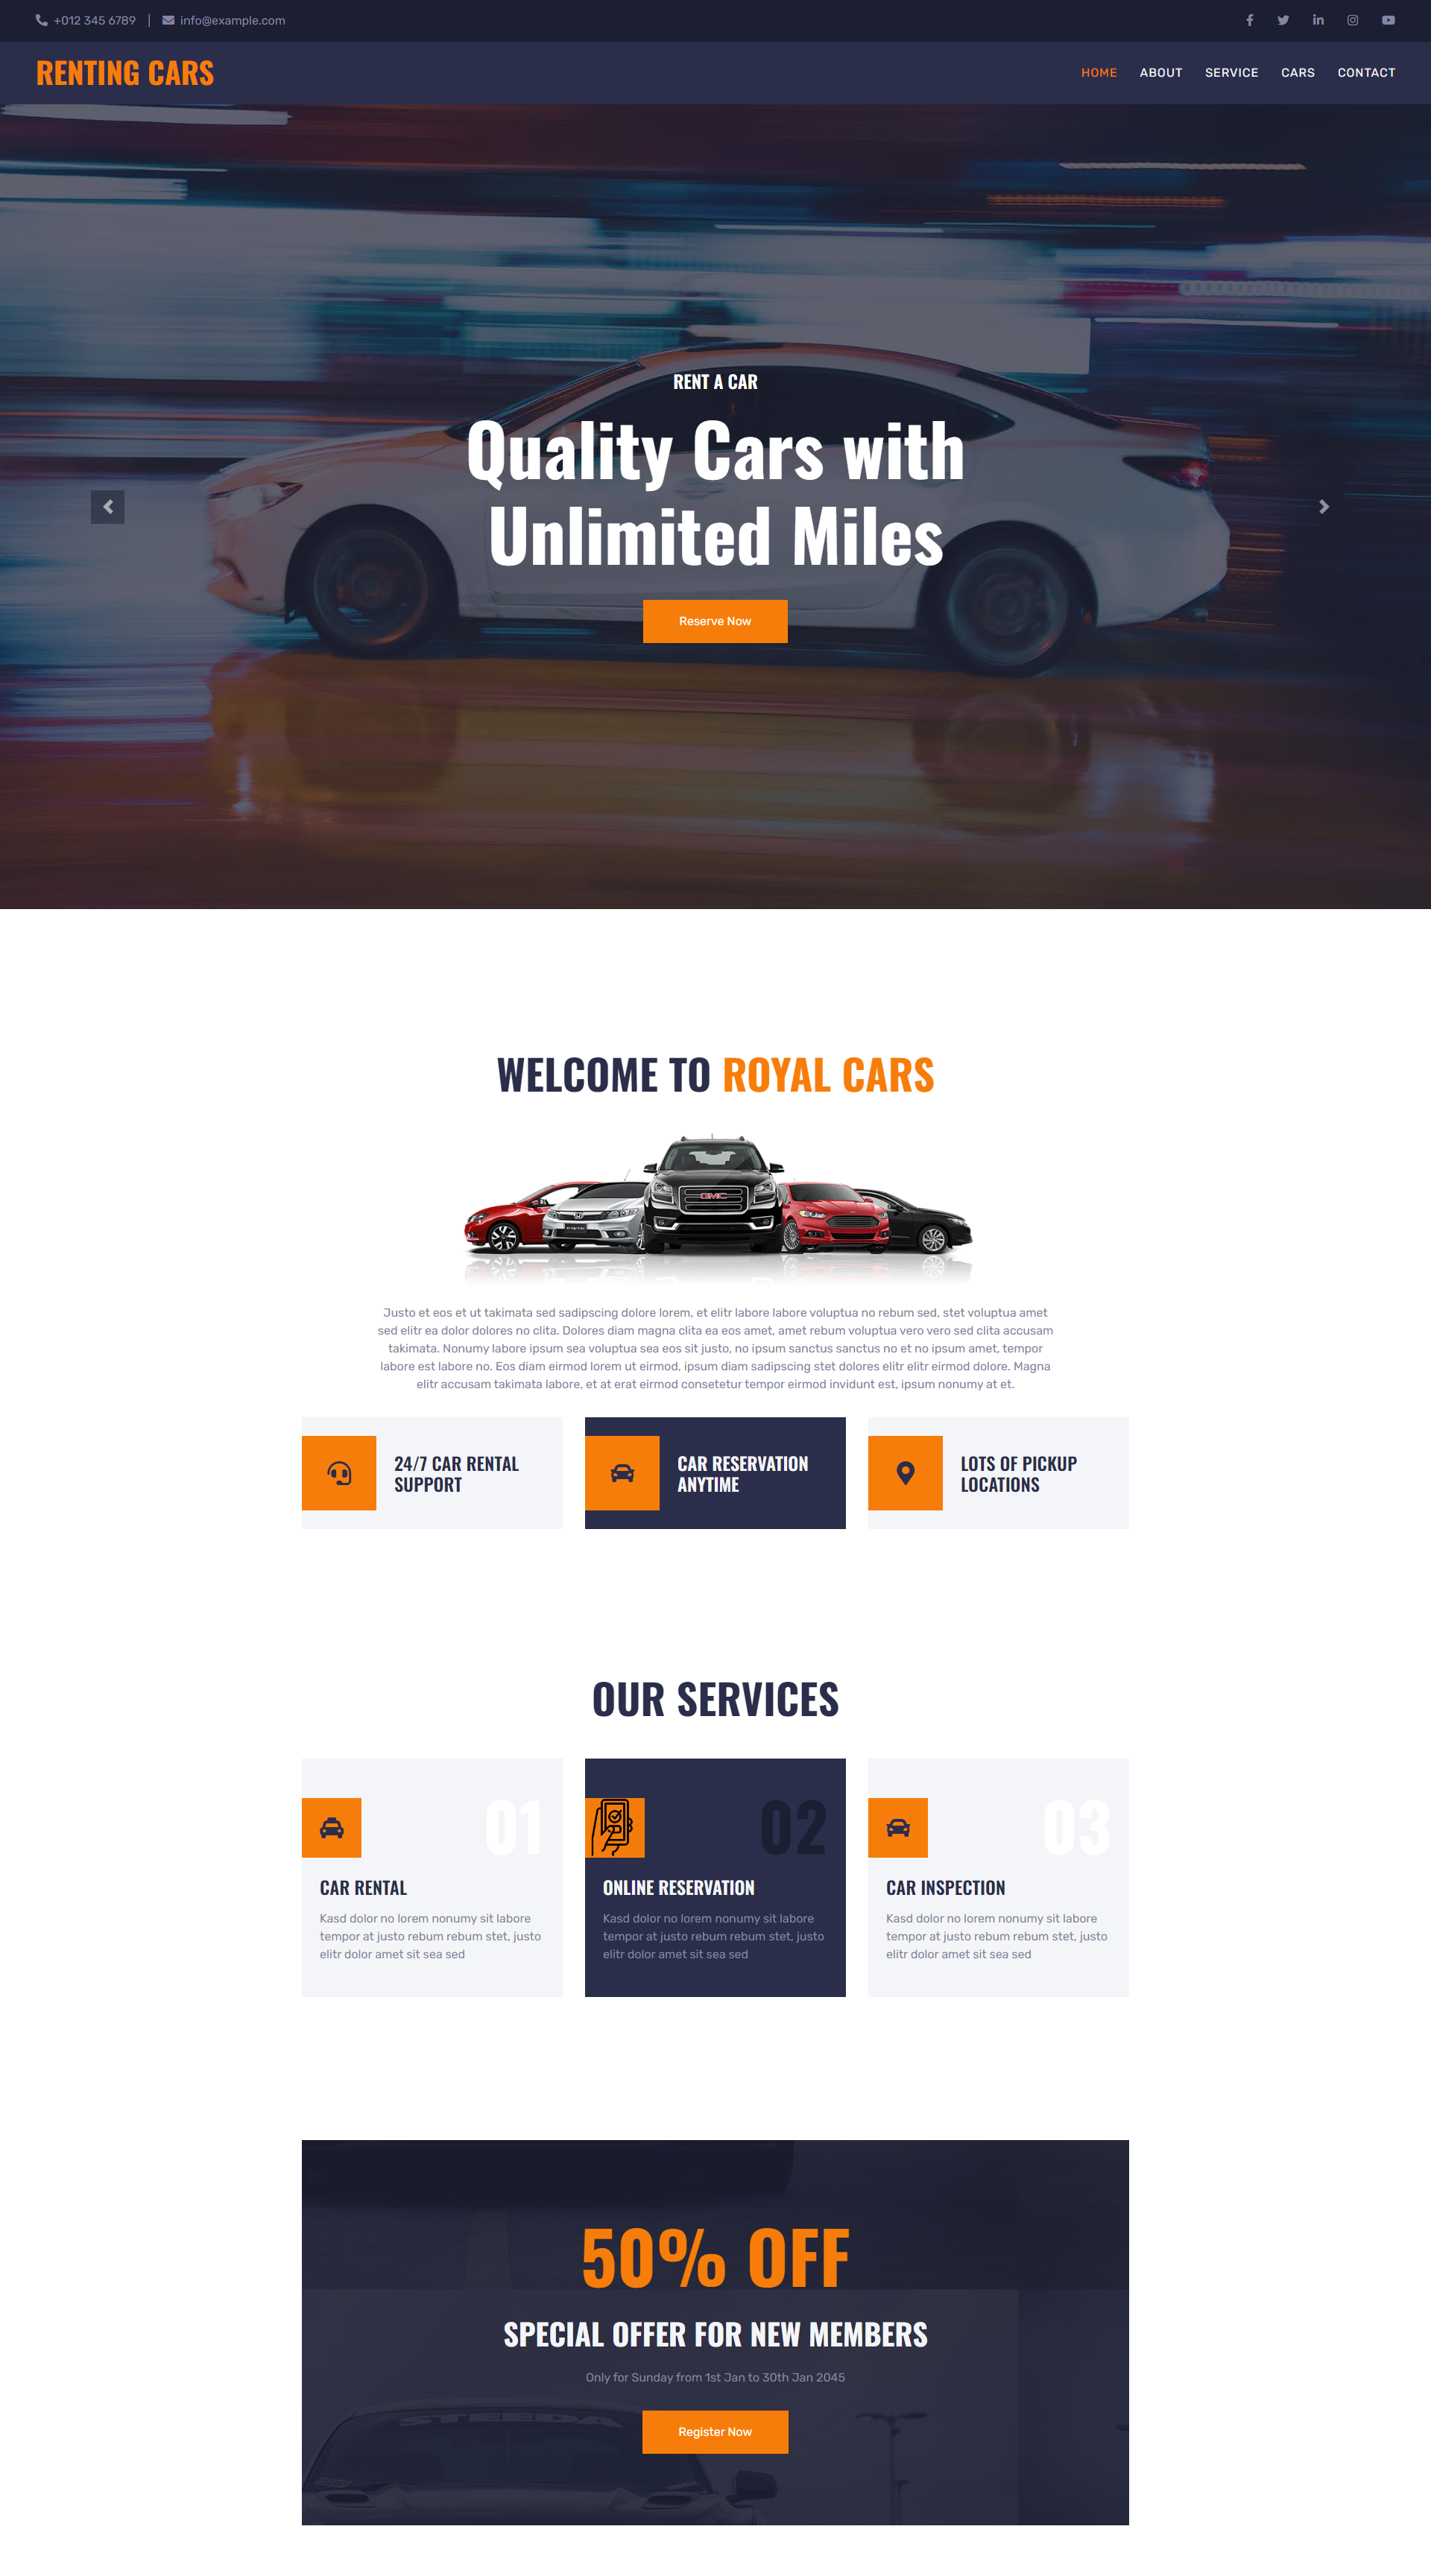 +012 345 6789 | info@example.com
RENTING CARS
HOME ABOUT SERVICE CARS CONTACT
RENT A CAR
Quality Cars with
Unlimited Miles
Reserve Now
WELCOME TO ROYAL CARS
GMC
Justo et eos et ut takimata sed sadipscing dolore lorem, et elitr labore labore voluptua no rebum sed, stet voluptua amet
sed elitr ea dolor dolores no clita. Dolores diam magna clita ea eos amet, amet rebum voluptua vero vero sed clita accusam
takimata. Nonumy labore ipsum sea voluptua sea eos sit justo, no ipsum sanctus sanctus no et no ipsum amet, tempor
labore est labore no. Eos diam eirmod lorem ut eirmod, ipsum diam sadipscing stet dolores elitr elitr eirmod dolore. Magna
elitr accusam takimata labore, et at erat eirmod consetetur tempor eirmod invidunt est, ipsum nonumy at et.
24/7 CAR RENTAL
SUPPORT
CAR RESERVATION
ANYTIME
LOTS OF PICKUP
LOCATIONS
OUR SERVICES
01
CAR RENTAL
Kasd dolor no lorem nonumy sit labore
tempor at justo rebum rebum stet, justo
elitr dolor amet sit sea sed
02
ONLINE RESERVATION
Kasd dolor no lorem nonumy sit labore
tempor at justo rebum rebum stet, justo
elitr dolor amet sit sea sed
03
CAR INSPECTION
Kasd dolor no lorem nonumy sit labore
tempor at justo rebum rebum stet, justo
elitr dolor amet sit sea sed
50% OFF
SPECIAL OFFER FOR NEW MEMBERS
Only for Sunday from 1st Jan to 30th Jan 2045
STEEDA
Register Now